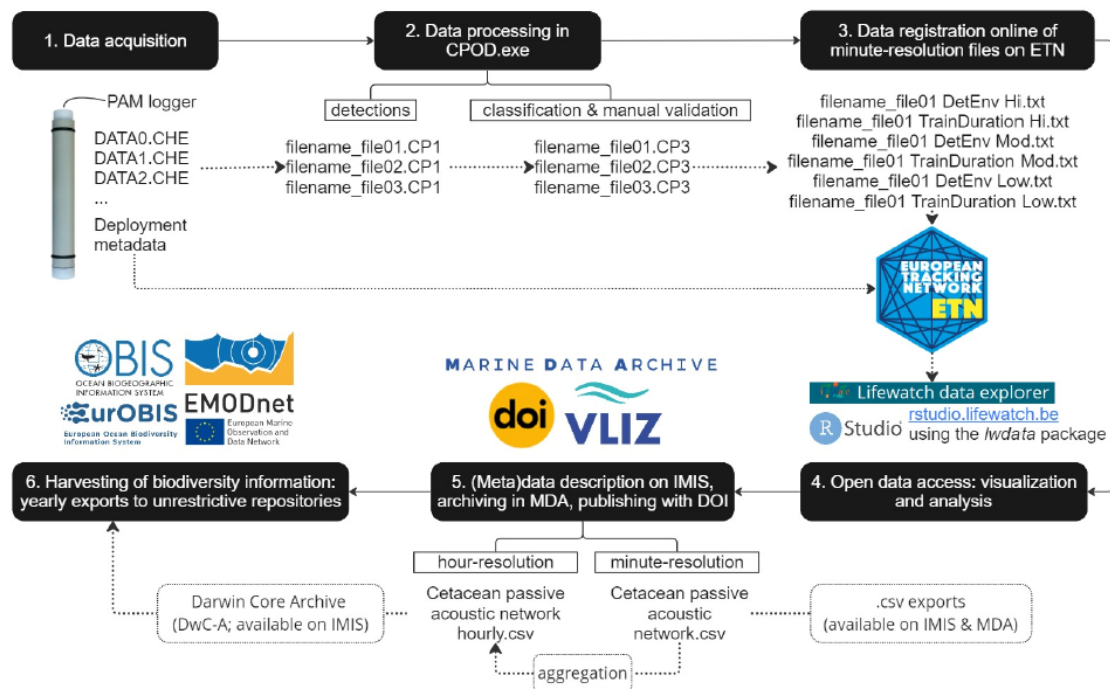 1. Data acquisition
2. Data processing in
CPOD.exe
3. Data registration online of
minute-resolution files on ETN
PAM logger
DATA0.CHE
DATA1.CHE
DATA2.CHE
...
Deployment
metadata
detections
classification & manual validation
filename_file01.CP1
filename_file02.CP1
filename_file03.CP1
filename_file01.CP3
filename_file02.CP3
filename_file03.CP3
filename_file01 DetEnv Hi.txt
filename_file01 TrainDuration Hi.txt
filename_file01 DetEnv Mod.txt
filename_file01 TrainDuration Mod.txt
filename_file01 DetEnv Low.txt
filename_file01 TrainDuration Low.txt
EUROPEAN
TRACKING
NETWORK
ETN
OBIS
OCEAN BIOGEOGRAPHIC
INFORMATION SYSTEM
EurOBIS
European Ocean Biodiversity
Information System
EMODnet
European Marine
Observation and
Data Network
MARINE DATA ARCHIVE
doi
VLIZ
Lifewatch data explorer
R Studio
rstudio.lifewatch.be
using the lwdata package
6. Harvesting of biodiversity information:
yearly exports to unrestrictive repositories
5. (Meta)data description on IMIS,
archiving in MDA, publishing with DOI
4. Open data access: visualization
and analysis
hour-resolution
minute-resolution
Darwin Core Archive
(DwC-A; available on IMIS)
Cetacean passive
acoustic network
hourly.csv
Cetacean passive
acoustic
network.csv
.csv exports
(available on IMIS & MDA)
aggregation